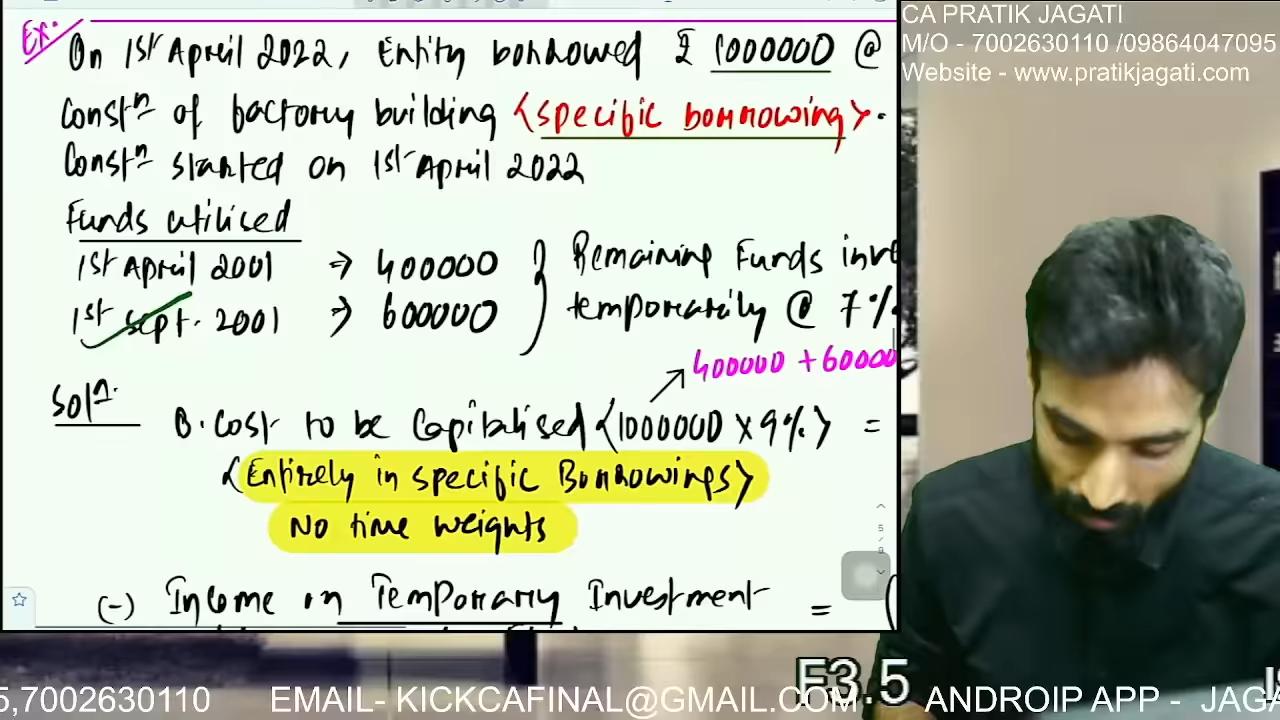 Ex:
On 1st April 2022, Entity borrowed ₹ 1000000 @
Constn of factory building <specific borrowing>.
Constn started on 1st April 2022
Funds utilised
1st April 2001 => 400000
1st Sept. 2001 => 600000
Remaining Funds inve
temporarily @ 7%
400000 + 60000
Soln.
B. Cost to be Capitalised <1000000 x 9%> =
<Entirely in specific Borrowings>
No time weights
(-) Income on Temporary Investment = (
5
/
9
CA PRATIK JAGATI
M/O - 7002630110 /09864047095
Website - www.pratikjagati.com
F3.5
5,7002630110 EMAIL- KICKCAFINAL@GMAIL.COM ANDROIP APP - JAGA